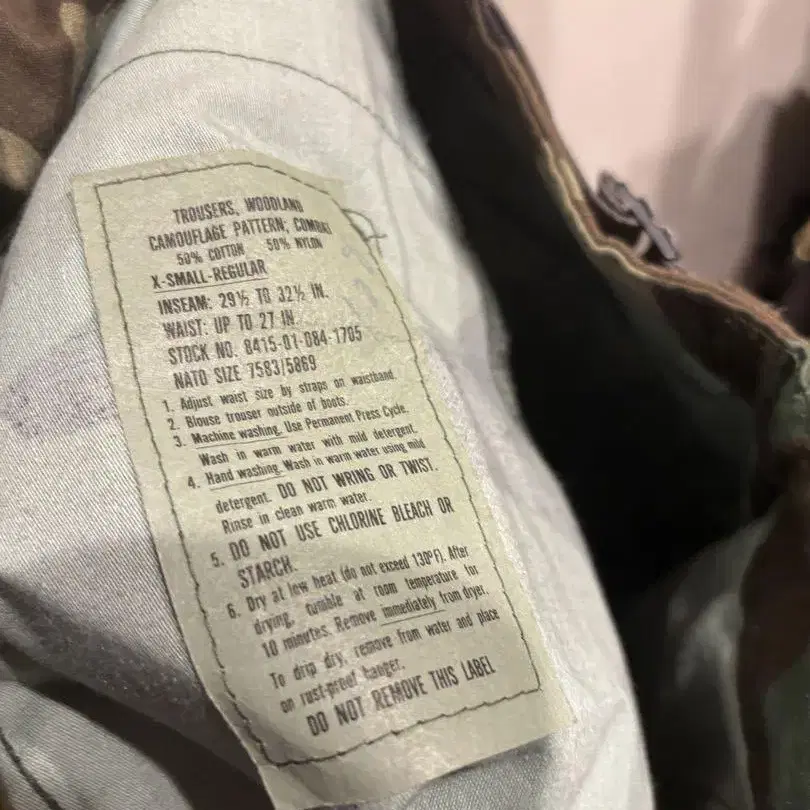 TROUSERS, WOODLAND
CAMOUFLAGE PATTERN; COMBAT
50% COTTON 50% NYLON
X-SMALL-REGULAR
INSEAM: 29½ TO 32½ IN.
WAIST: UP TO 27 IN.
STOCK NO. 8415-01-084-1705
NATO SIZE 7583/5869
1. Adjust waist size by straps on waistband.
2. Blouse trouser outside of boots.
3. Machine washing. Use Permanent Press Cycle.
Wash in warm water with mild detergent.
4. Hand washing. Wash in warm water using mild
detergent. DO NOT WRING OR TWIST.
Rinse in clean warm water.
5. DO NOT USE CHLORINE BLEACH OR
STARCH.
6. Dry at low heat (do not exceed 130°F). After
drying, tumble at room temperature for
10 minutes. Remove immediately from dryer.
To drip dry, remove from water and place
on rust-proof hanger.
DO NOT REMOVE THIS LABEL